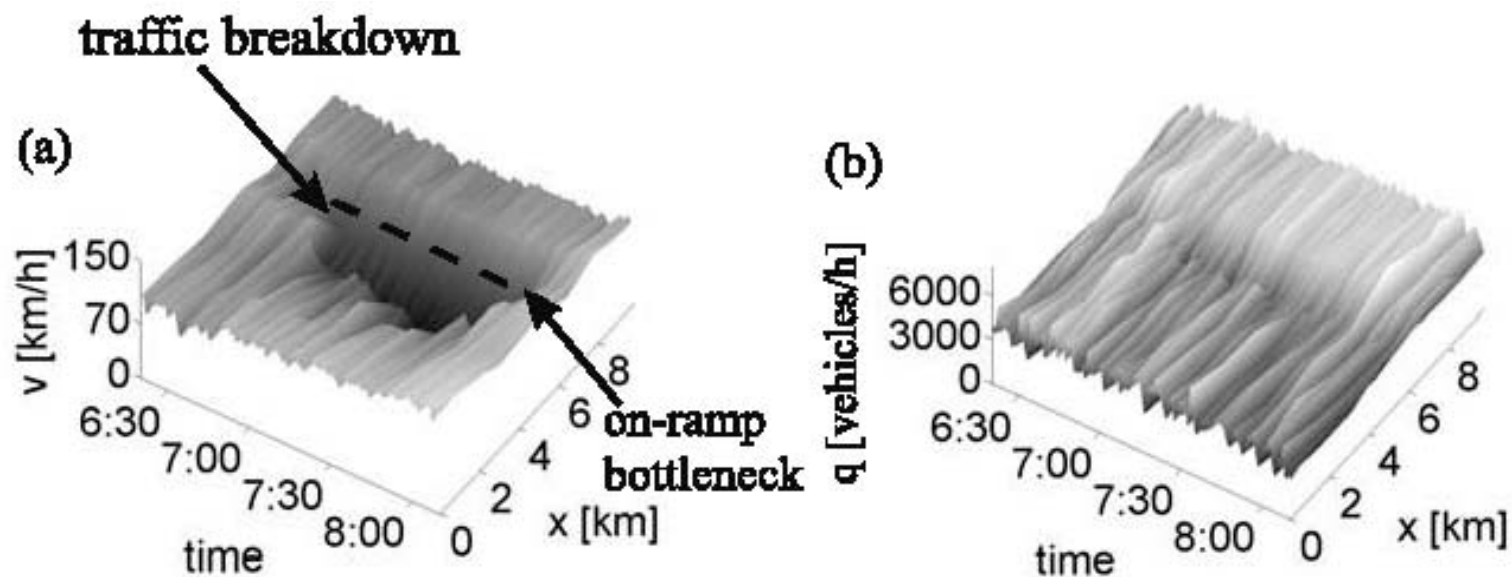 traffic breakdown
(a)
v [km/h]
150
70
0
6:30
7:00
7:30
8:00
time
0
2
4
6
8
x [km]
on-ramp
bottleneck
(b)
q [vehicles/h]
6000
3000
0
6:30
7:00
7:30
8:00
time
0
2
4
6
8
x [km]